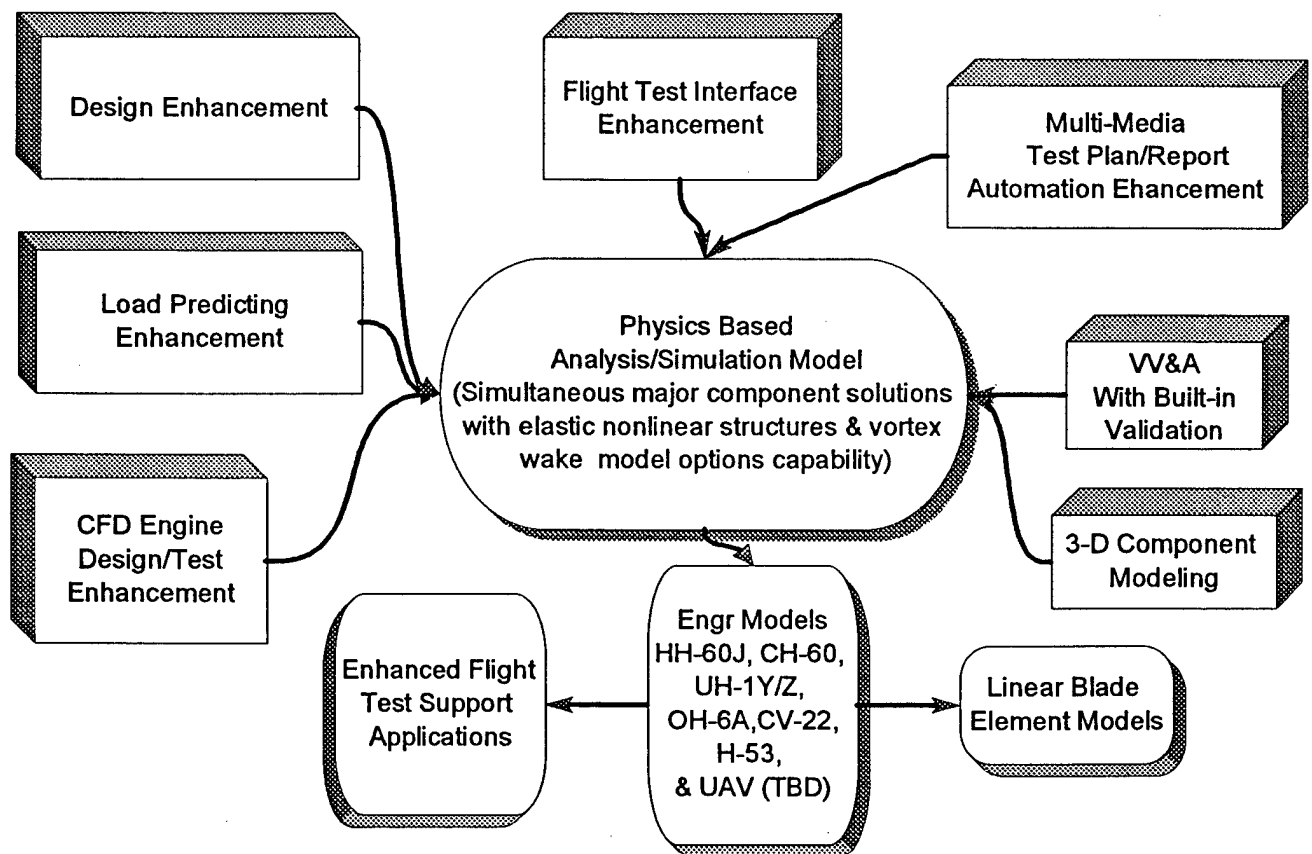 Design Enhancement
Flight Test Interface
Enhancement
Multi-Media
Test Plan/Report
Automation Ehancement
Load Predicting
Enhancement
Physics Based
Analysis/Simulation Model
(Simultaneous major component solutions
with elastic nonlinear structures & vortex
wake model options capability)
VV&A
With Built-in
Validation
CFD Engine
Design/Test
Enhancement
3-D Component
Modeling
Enhanced Flight
Test Support
Applications
Engr Models
HH-60J, CH-60,
UH-1Y/Z,
OH-6A,CV-22,
H-53,
& UAV (TBD)
Linear Blade
Element Models